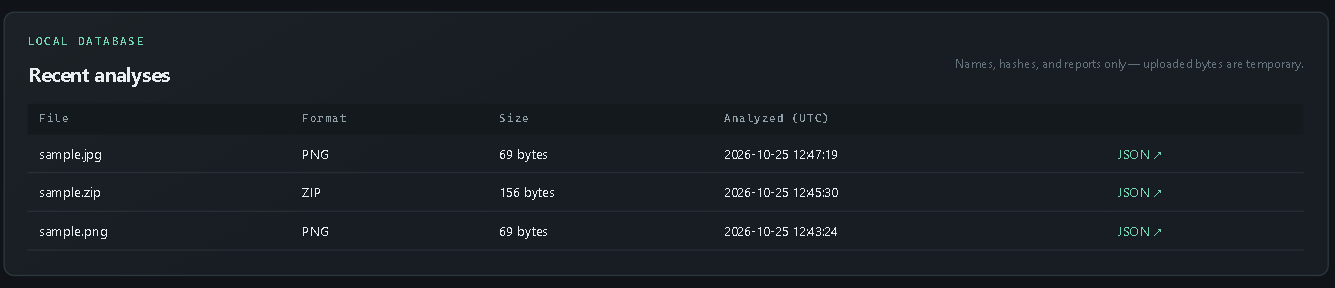 LOCAL DATABASE
Recent analyses
Names, hashes, and reports only — uploaded bytes are temporary.
File Format Size Analyzed (UTC)
sample.jpg PNG 69 bytes 2026-10-25 12:47:19 JSON ↗
sample.zip ZIP 156 bytes 2026-10-25 12:45:30 JSON ↗
sample.png PNG 69 bytes 2026-10-25 12:43:24 JSON ↗